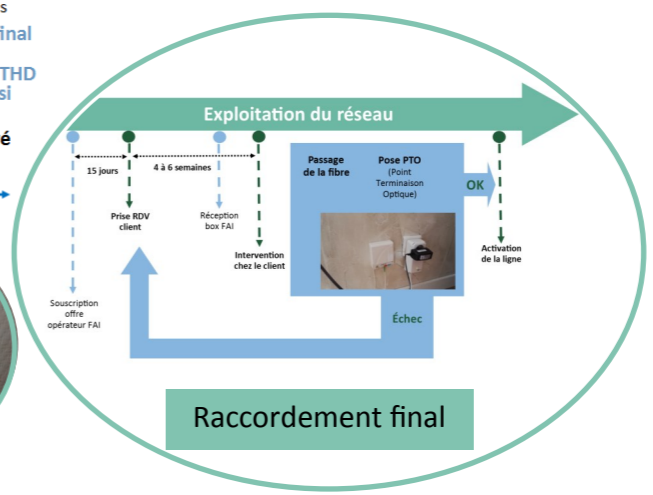 s
inal
THD
si
é
Exploitation du réseau
15 jours
4 à 6 semaines
Passage
de la fibre
Pose PTO
(Point
Terminaison
Optique)
OK
Prise RDV
client
Réception
box FAI
Intervention
chez le client
Activation
de la ligne
Souscription
offre
opérateur FAI
Échec
Raccordement final